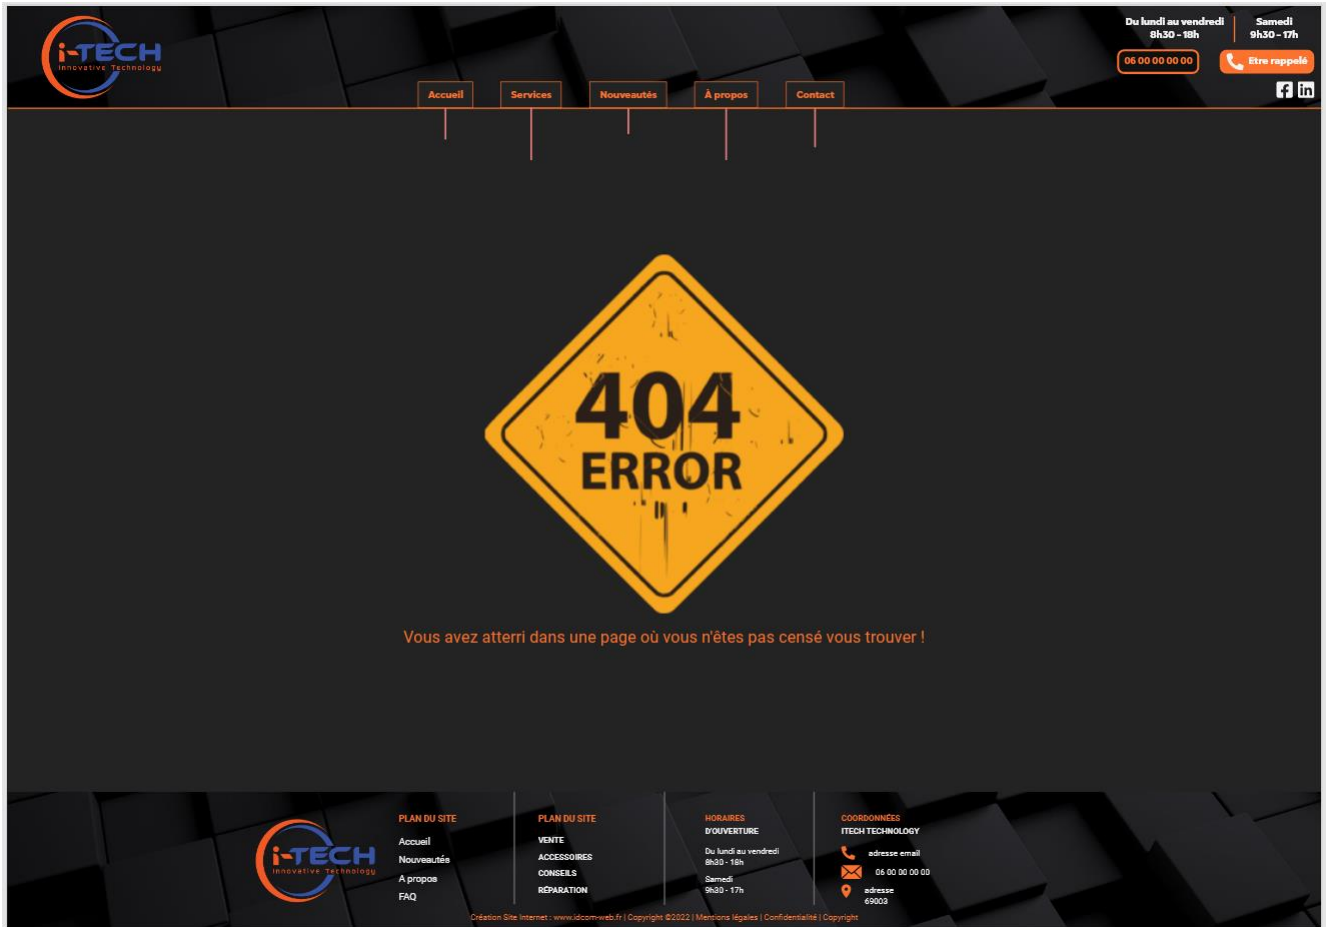 i-TECH
Innovative Technology
Du lundi au vendredi
8h30 - 18h
Samedi
9h30 - 17h
06 00 00 00 00
Etre rappelé
Accueil
Services
Nouveautés
À propos
Contact
404
ERROR
Vous avez atterri dans une page où vous n'êtes pas censé vous trouver !
i-TECH
Innovative Technology
PLAN DU SITE
Accueil
Nouveautés
A propos
FAQ
PLAN DU SITE
VENTE
ACCESSOIRES
CONSEILS
RÉPARATION
HORAIRES
D'OUVERTURE
Du lundi au vendredi
8h30 - 18h
Samedi
9h30 - 17h
COORDONNÉES
ITECH TECHNOLOGY
adresse email
06 00 00 00 00
adresse
69003
Création Site Internet : www.idcom-web.fr | Copyright ©2022 | Mentions légales | Confidentialité | Copyright